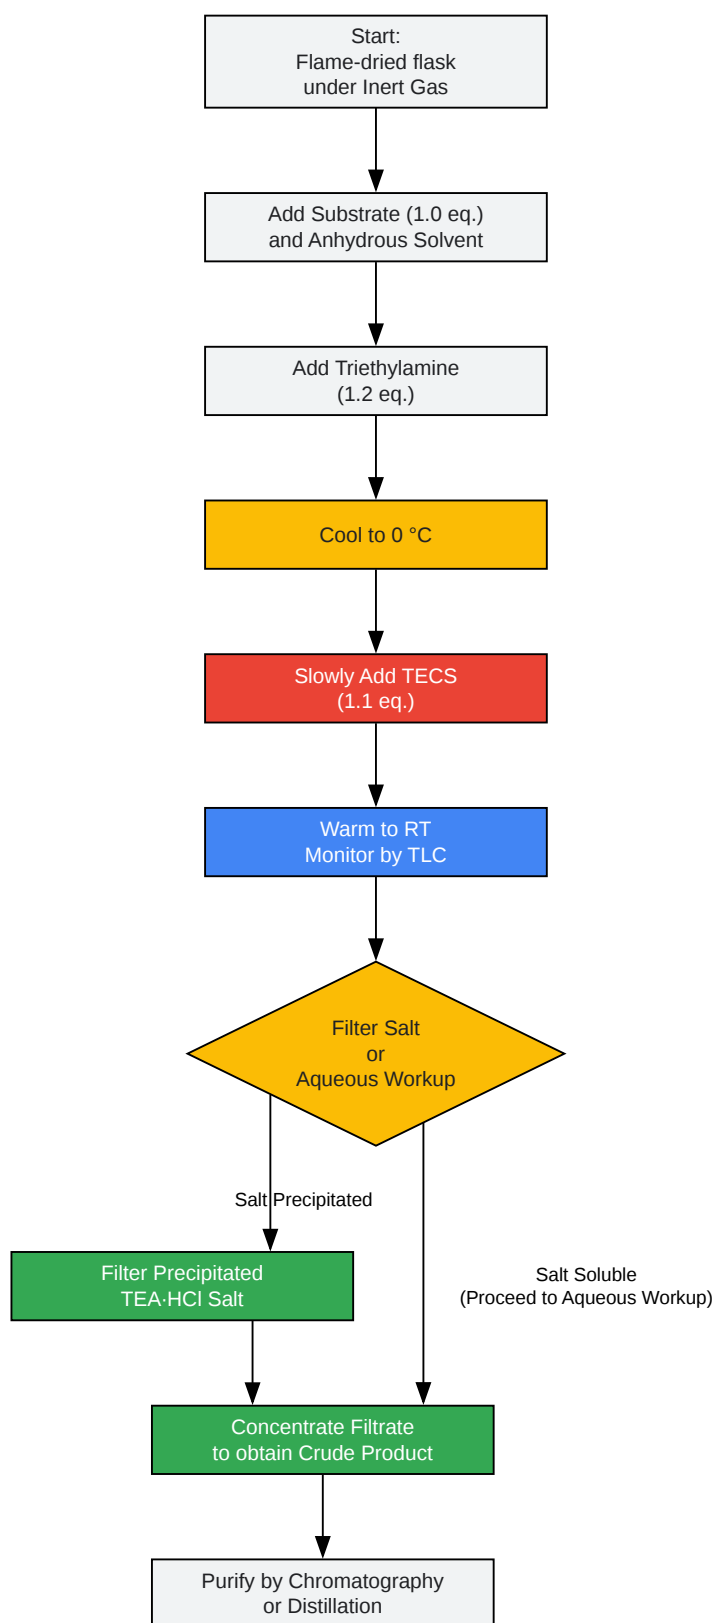 Start:
Flame-dried flask
under Inert Gas
Add Substrate (1.0 eq.)
and Anhydrous Solvent
Add Triethylamine
(1.2 eq.)
Cool to 0 °C
Slowly Add TECS
(1.1 eq.)
Warm to RT
Monitor by TLC
Filter Salt
or
Aqueous Workup
Salt Precipitated
Filter Precipitated
TEA·HCl Salt
Salt Soluble
(Proceed to Aqueous Workup)
Concentrate Filtrate
to obtain Crude Product
Purify by Chromatography
or Distillation